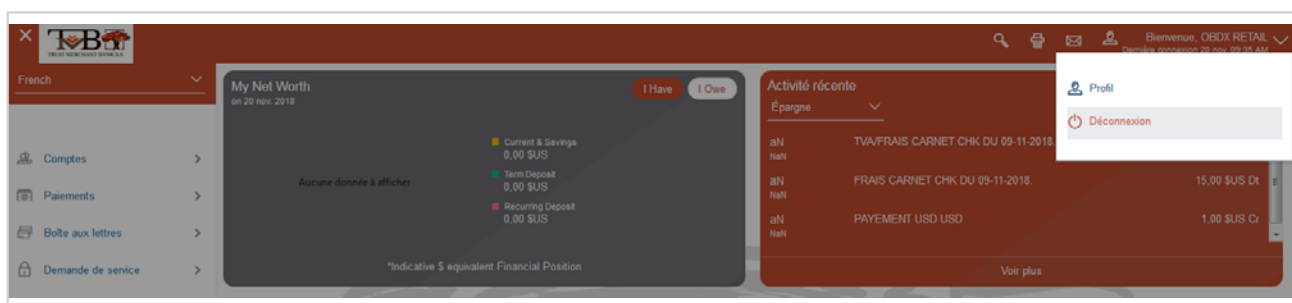 TMB
TRUST MERCHANT BANK S.A.
Bienvenue, OBDX RETAIL
Dernière connexion 20 nov. 09:35 AM
French
My Net Worth
on 20 nov. 2018
I Have
I Owe
Current & Savings
0,00 $US
Term Deposit
0,00 $US
Recurring Deposit
0,00 $US
Aucune donnée à afficher
*Indicative $ equivalent Financial Position
Activité récente
Épargne
aN
NaN
TVA/FRAIS CARNET CHK DU 09-11-2018.
aN
NaN
FRAIS CARNET CHK DU 09-11-2018.
15,00 $US Dt
aN
NaN
PAYEMENT USD USD
1,00 $US Cr
Voir plus
Profil
Déconnexion
Comptes
Paiements
Boîte aux lettres
Demande de service